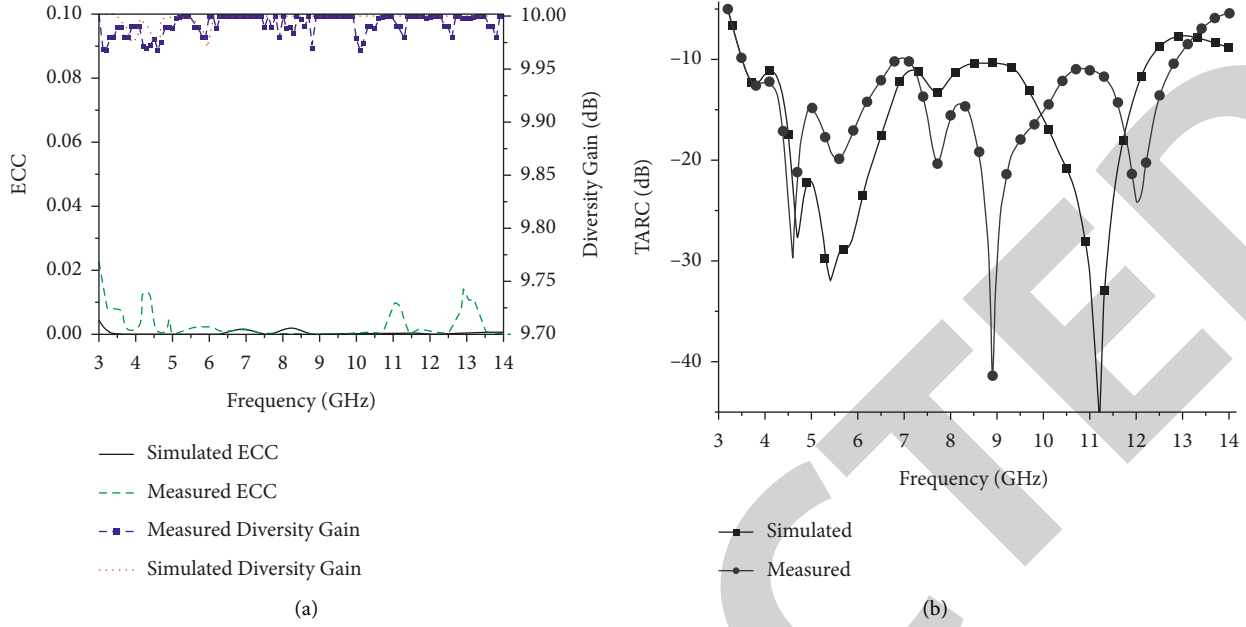 0.10
0.08
0.06
0.04
0.02
0.00
ECC
10.00
9.95
9.90
9.85
9.80
9.75
9.70
Diversity Gain (dB)
3 4 5 6 7 8 9 10 11 12 13 14
Frequency (GHz)
Simulated ECC
Measured ECC
Measured Diversity Gain
Simulated Diversity Gain
(a)
–10
–20
–30
–40
TARC (dB)
3 4 5 6 7 8 9 10 11 12 13 14
Frequency (GHz)
Simulated
Measured
(b)
CTED